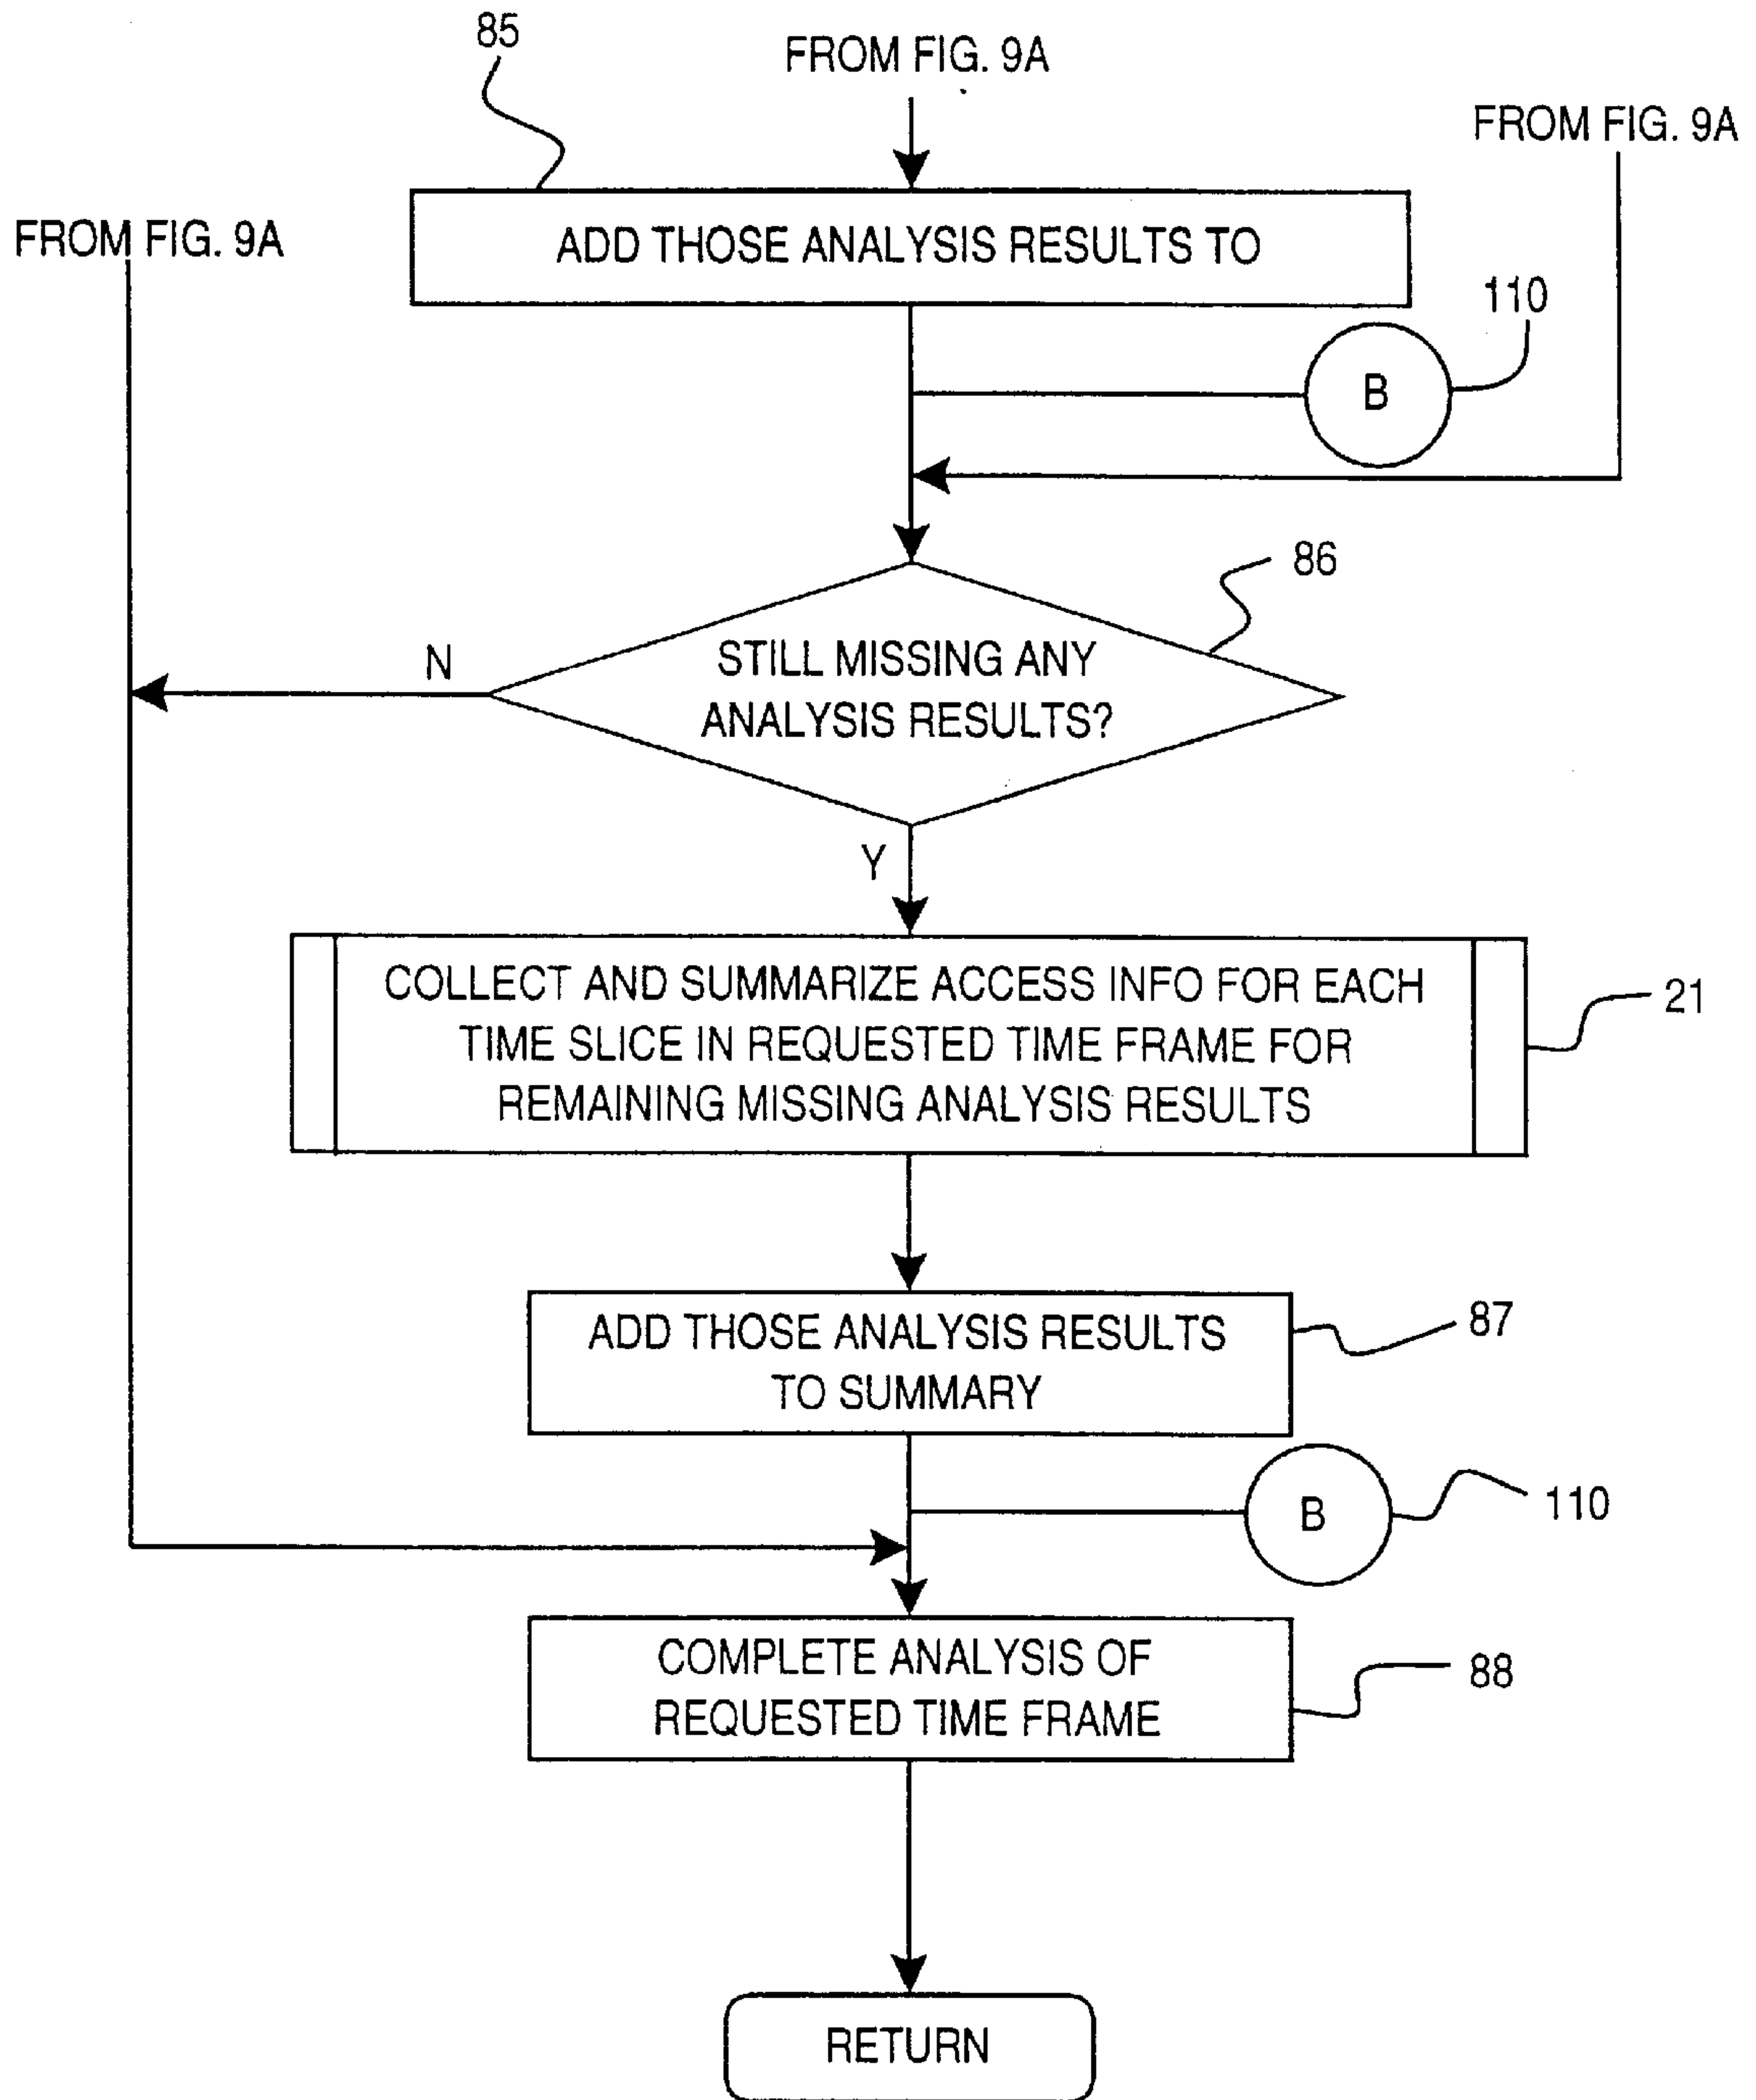 85
FROM FIG. 9A
FROM FIG. 9A
FROM FIG. 9A
ADD THOSE ANALYSIS RESULTS TO
110
B
86
STILL MISSING ANY
ANALYSIS RESULTS?
N
Y
COLLECT AND SUMMARIZE ACCESS INFO FOR EACH
TIME SLICE IN REQUESTED TIME FRAME FOR
REMAINING MISSING ANALYSIS RESULTS
21
ADD THOSE ANALYSIS RESULTS
TO SUMMARY
87
B
110
COMPLETE ANALYSIS OF
REQUESTED TIME FRAME
88
RETURN